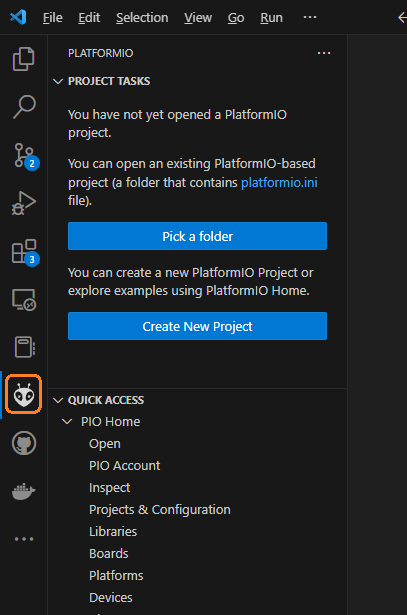 File Edit Selection View Go Run ···
PLATFORMIO ···
PROJECT TASKS
You have not yet opened a PlatformIO
project.
You can open an existing PlatformIO-based
project (a folder that contains platformio.ini
file).
Pick a folder
You can create a new PlatformIO Project or
explore examples using PlatformIO Home.
Create New Project
QUICK ACCESS
PIO Home
Open
PIO Account
Inspect
Projects & Configuration
Libraries
Boards
Platforms
Devices
2
3